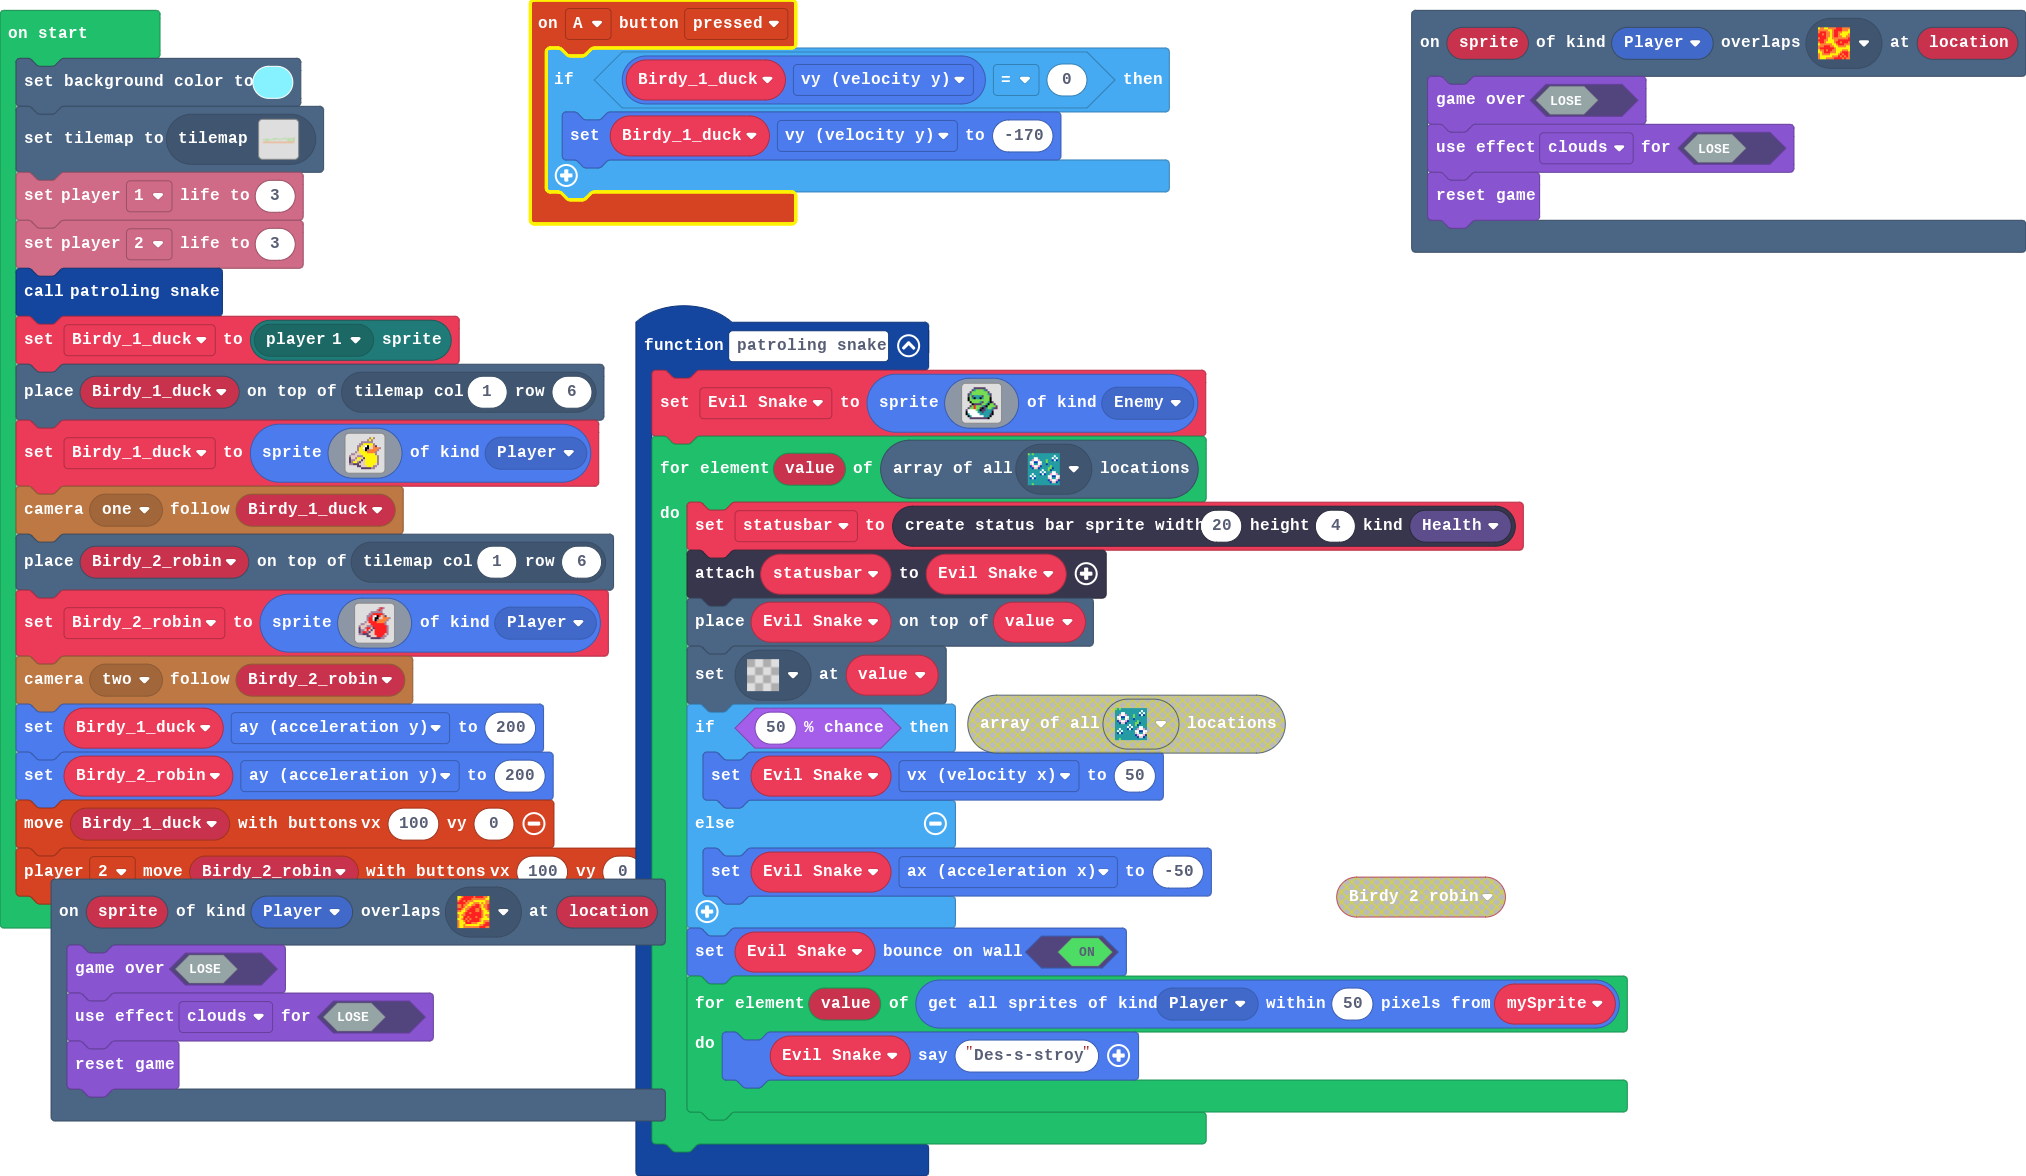 on start
set background color to
set tilemap to tilemap
set player 1 life to 3
set player 2 life to 3
call patroling snake
set Birdy_1_duck to player 1 sprite
place Birdy_1_duck on top of tilemap col 1 row 6
set Birdy_1_duck to sprite of kind Player
camera one follow Birdy_1_duck
place Birdy_2_robin on top of tilemap col 1 row 6
set Birdy_2_robin to sprite of kind Player
camera two follow Birdy_2_robin
set Birdy_1_duck ay (acceleration y) to 200
set Birdy_2_robin ay (acceleration y) to 200
move Birdy_1_duck with buttons vx 100 vy 0
player 2 move Birdy_2_robin with buttons vx 100 vy 0
on sprite of kind Player overlaps at location
game over LOSE
use effect clouds for LOSE
reset game
on A button pressed
if Birdy_1_duck vy (velocity y) = 0 then
set Birdy_1_duck vy (velocity y) to -170
function patroling snake
set Evil Snake to sprite of kind Enemy
for element value of array of all locations
do
set statusbar to create status bar sprite width 20 height 4 kind Health
attach statusbar to Evil Snake
place Evil Snake on top of value
set at value
if 50 % chance then
set Evil Snake vx (velocity x) to 50
else
set Evil Snake ax (acceleration x) to -50
set Evil Snake bounce on wall ON
for element value of get all sprites of kind Player within 50 pixels from mySprite
do
Evil Snake say "Des-s-stroy"
array of all locations
Birdy 2 robin
on sprite of kind Player overlaps at location
game over LOSE
use effect clouds for LOSE
reset game